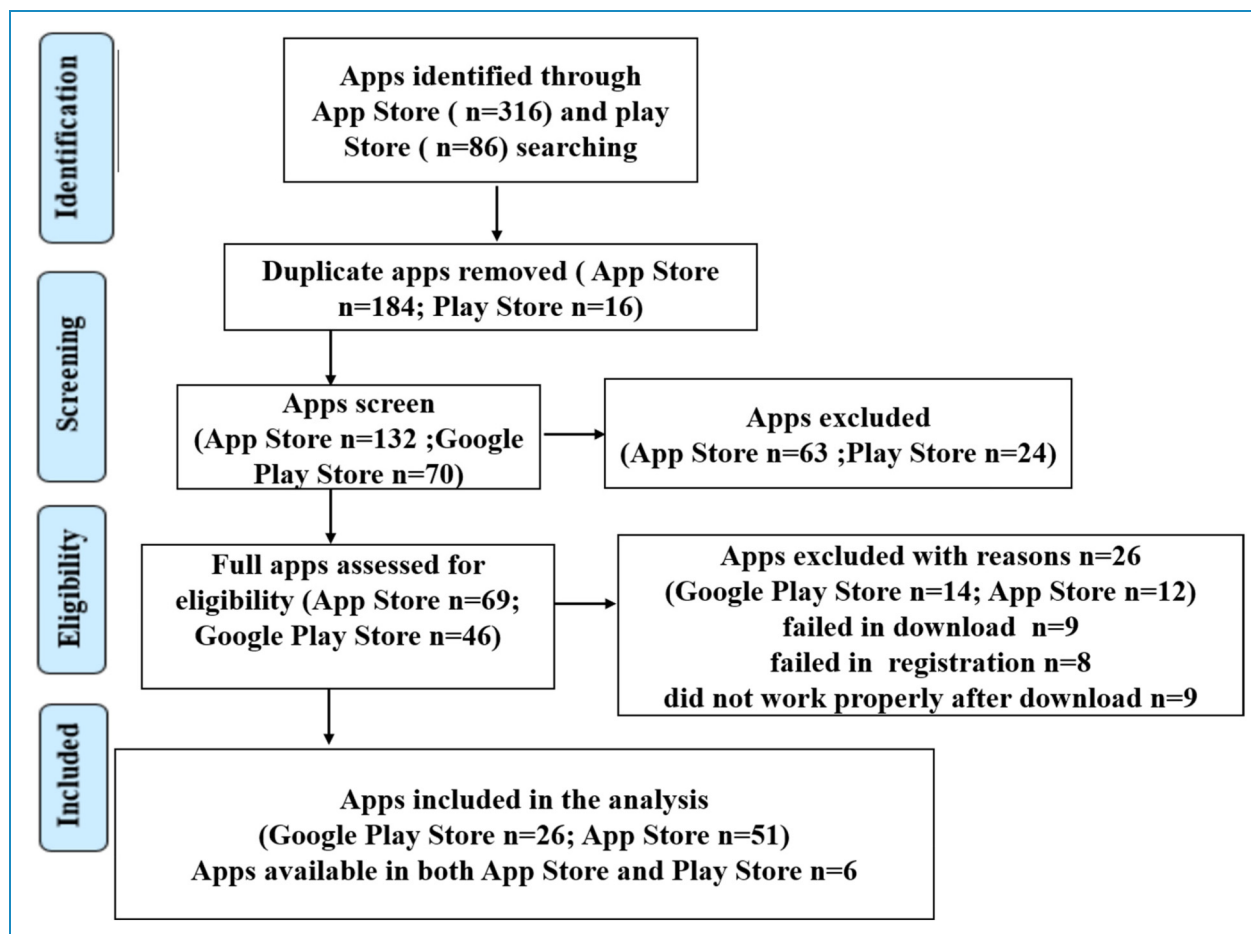 Identification
Apps identified through
App Store ( n=316) and play
Store ( n=86) searching
Screening
Duplicate apps removed ( App Store
n=184; Play Store n=16)
Apps screen
(App Store n=132 ;Google
Play Store n=70)
Apps excluded
(App Store n=63 ;Play Store n=24)
Eligibility
Full apps assessed for
eligibility (App Store n=69;
Google Play Store n=46)
Apps excluded with reasons n=26
(Google Play Store n=14; App Store n=12)
failed in download n=9
failed in registration n=8
did not work properly after download n=9
Included
Apps included in the analysis
(Google Play Store n=26; App Store n=51)
Apps available in both App Store and Play Store n=6